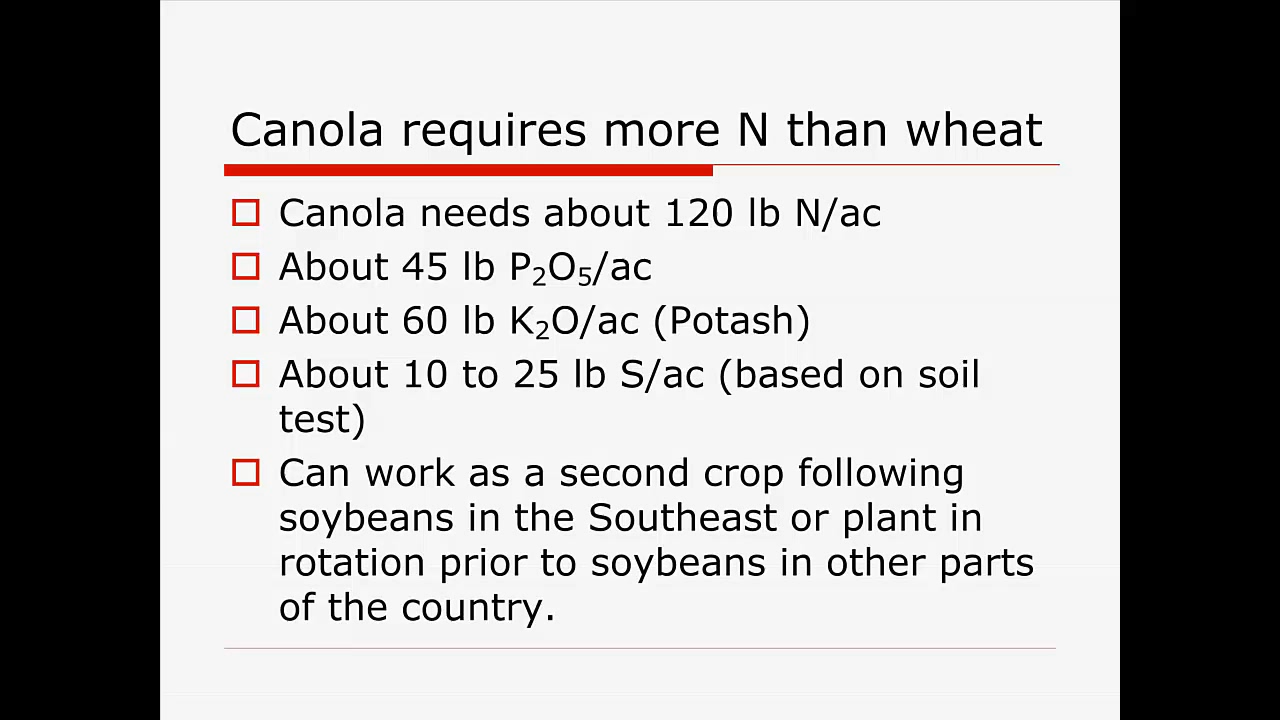 Canola requires more N than wheat
Canola needs about 120 lb N/ac
About 45 lb P₂O₅/ac
About 60 lb K₂O/ac (Potash)
About 10 to 25 lb S/ac (based on soil
test)
Can work as a second crop following
soybeans in the Southeast or plant in
rotation prior to soybeans in other parts
of the country.